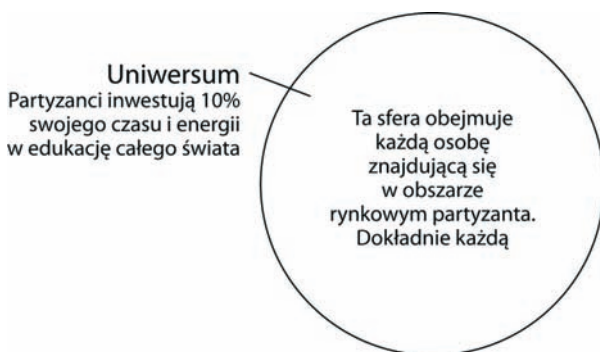 Uniwersum
Partyzanci inwestują 10%
swojego czasu i energii
w edukację całego świata
Ta sfera obejmuje
każdą osobę
znajdującą się
w obszarze
rynkowym partyzanta.
Dokładnie każdą